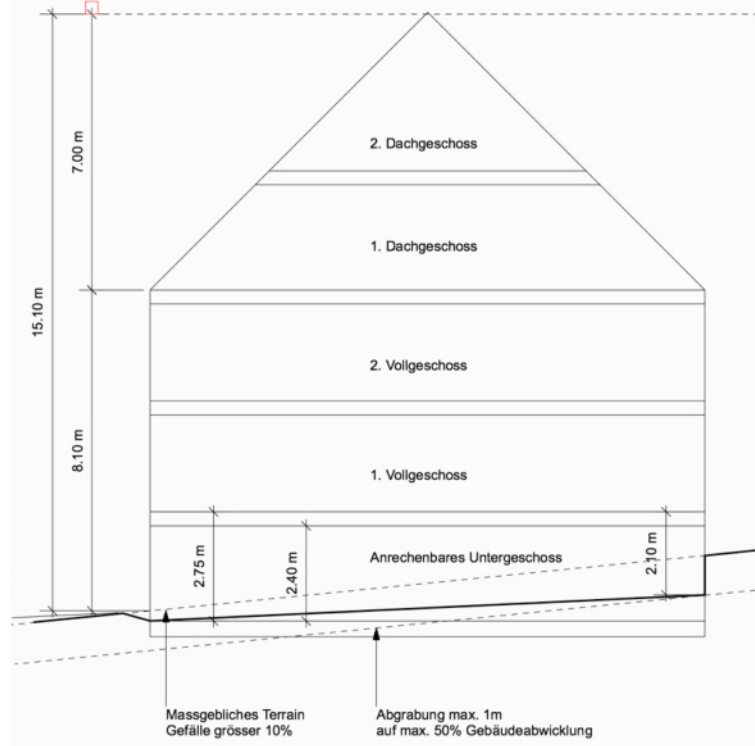 2. Dachgeschoss
7.00 m
1. Dachgeschoss
15.10 m
2. Vollgeschoss
8.10 m
1. Vollgeschoss
2.75 m
2.40 m
Anrechenbares Untergeschoss
2.10 m
Massgebliches Terrain
Gefälle grösser 10%
Abgrabung max. 1m
auf max. 50% Gebäudeabwicklung